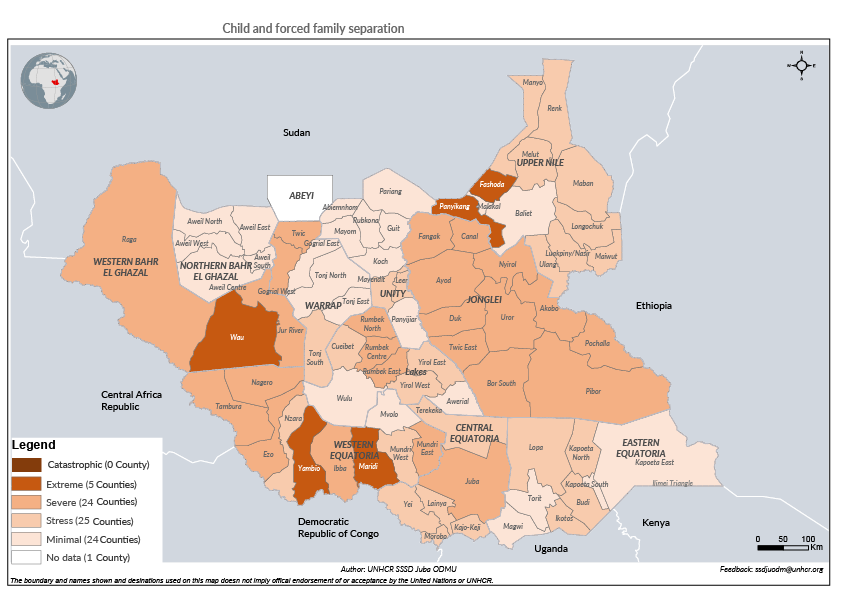 Child and forced family separation
N
W
E
S
Manyo
Renk
Sudan
Melut
UPPER NILE
Fashoda
Maban
ABEYI
Pariang
Abiemnhom
Panyikang
Malakal
Baliet
Aweil North
Aweil East
Rubkona
Mayom
Guit
Longochuk
Twic
Fangak
Canal
Raga
Aweil West
Gogrial East
Luakpiny/Nasir
Maiwut
WESTERN BAHR
EL GHAZAL
NORTHERN BAHR
EL GHAZAL
Aweil
South
Koch
Nyirol
Ulang
Tonj North
Mayendit
Leer
Ayod
Aweil Centre
Gogrial West
UNITY
JONGLEI
WARRAP
Tonj East
Akobo
Ethiopia
Rumbek
North
Panyijiar
Duk
Uror
Wau
Jur River
Cueibet
Rumbek
Centre
Twic East
Pochalla
Tonj
South
Yirol East
Rumbek East
Lakes
Nagero
Yirol West
Bor South
Pibor
Central Africa
Republic
Tambura
Wulu
Awerial
Mvolo
Terekeka
Nzara
CENTRAL
EQUATORIA
WESTERN
EQUATORIA
Mundri
East
Mundri
West
Lopa
Kapoeta
North
EASTERN
EQUATORIA
Ezo
Yambio
Ibba
Maridi
Kapoeta East
Juba
Kapoeta South
Ilimei Triangle
Torit
Yei
Lainya
Budi
Democratic
Republic of Congo
Kajo-Keji
Magwi
Ikotos
Kenya
Morobo
Uganda
Legend
Catastrophic (0 County)
Extreme (5 Counties)
Severe (24 Counties)
Stress (25 Counties)
Minimal (24 Counties)
No data (1 County)
0 50 100
Km
Author: UNHCR SSSD Juba ODMU
Feedback: ssdjuodm@unhcr.org
The boundary and names shown and desinations used on this map doesn not imply offical endorsement of or acceptance by the United Nations or UNHCR.